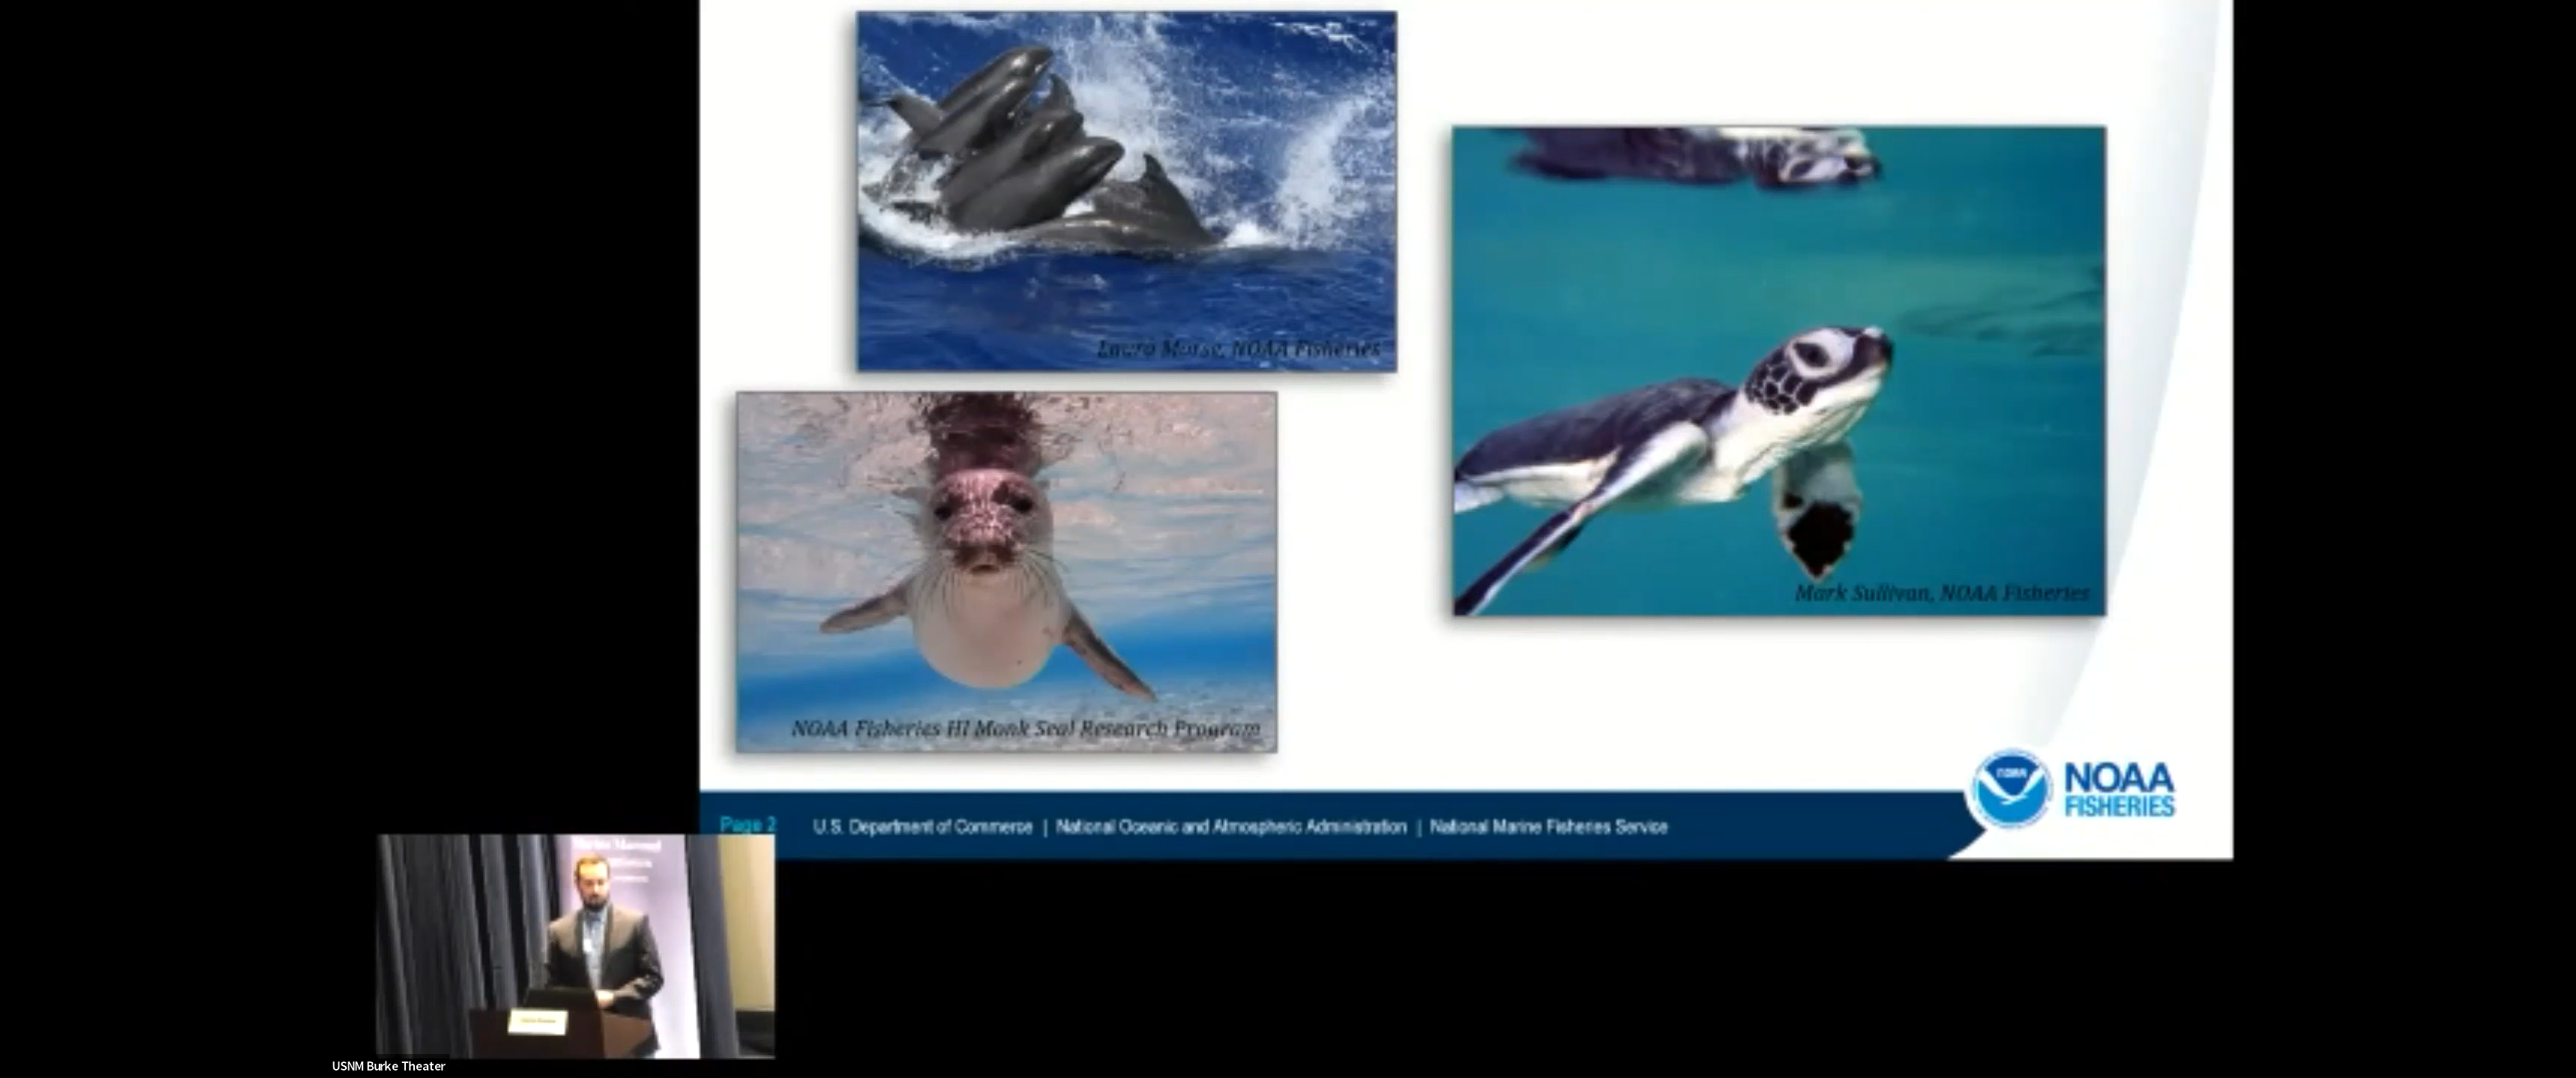 Laura Morse, NOAA Fisheries
Mark Sullivan, NOAA Fisheries
NOAA Fisheries HI Monk Seal Research Program
NOAA
FISHERIES
Page 2
U.S. Department of Commerce | National Oceanic and Atmospheric Administration | National Marine Fisheries Service
USNM Burke Theater